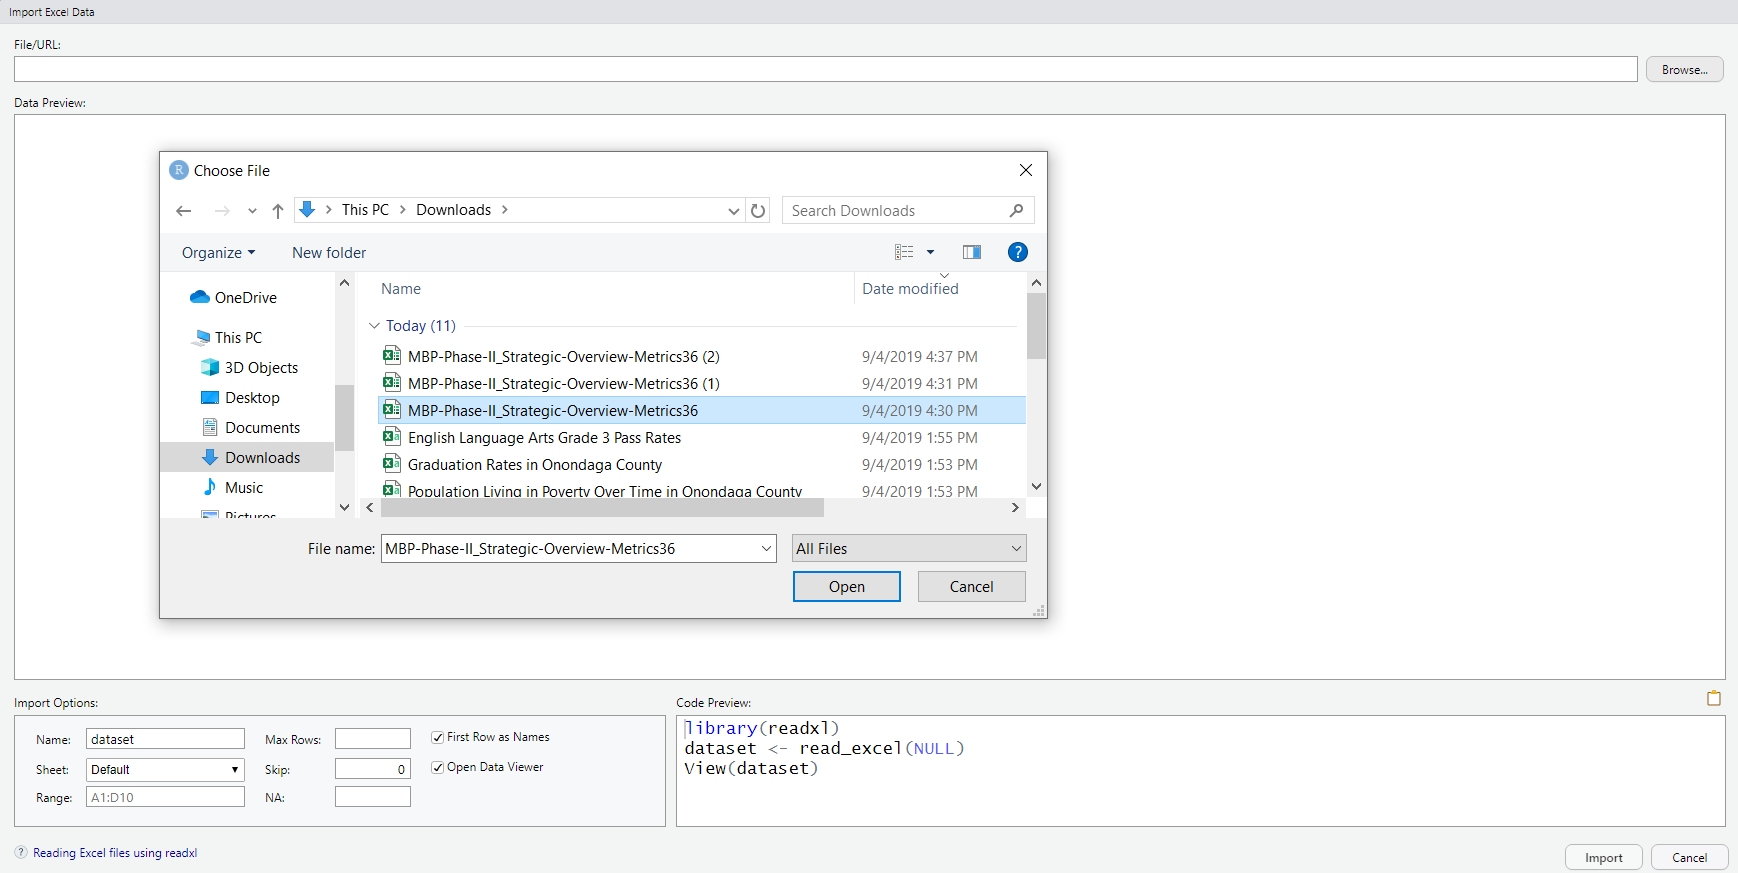 Import Excel Data
File/URL:
Browse...
Data Preview:
R Choose File
This PC > Downloads >
Search Downloads
Organize
New folder
?
Name
Date modified
OneDrive
This PC
3D Objects
Desktop
Documents
Downloads
Music
Pictures
Today (11)
MBP-Phase-II_Strategic-Overview-Metrics36 (2) 9/4/2019 4:37 PM
MBP-Phase-II_Strategic-Overview-Metrics36 (1) 9/4/2019 4:31 PM
MBP-Phase-II_Strategic-Overview-Metrics36 9/4/2019 4:30 PM
English Language Arts Grade 3 Pass Rates 9/4/2019 1:55 PM
Graduation Rates in Onondaga County 9/4/2019 1:53 PM
Population Living in Poverty Over Time in Onondaga County 9/4/2019 1:53 PM
File name: MBP-Phase-II_Strategic-Overview-Metrics36
All Files
Open
Cancel
Import Options:
Name: dataset
Max Rows:
First Row as Names
Sheet: Default
Skip: 0
Open Data Viewer
Range: A1:D10
NA:
Code Preview:
library(readxl)
dataset <- read_excel(NULL)
View(dataset)
? Reading Excel files using readxl
Import
Cancel